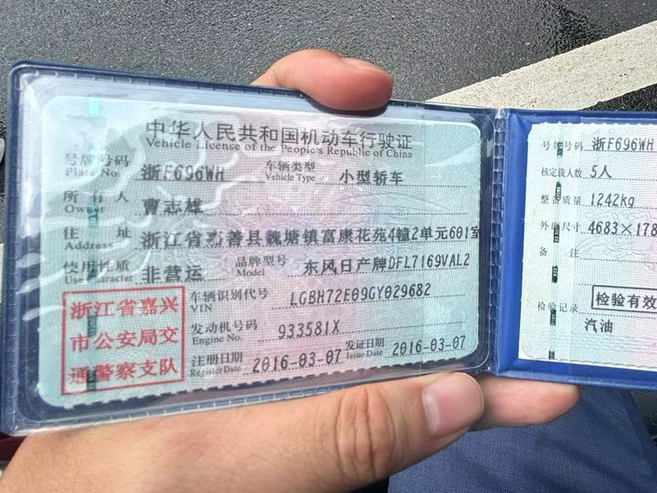 中华人民共和国机动车行驶证
Vehicle License of the People's Republic of China
号牌号码 浙F696WH 车辆类型 小型轿车
Plate No. Vehicle Type
所有人 曹志雄
Owner
住址 浙江省嘉善县魏塘镇富康花苑4幢2单元601室
Address
使用性质 非营运 品牌型号 东风日产牌DFL7169VAL2
Use Character Model
浙江省嘉兴
市公安局交
通警察支队
车辆识别代号 LGBH72E09GY029682
VIN
发动机号码 933581X
Engine No.
注册日期 2016-03-07 发证日期 2016-03-07
Register Date Issue Date
号牌号码 浙F696WH
核定载人数 5人
整备质量 1242kg
外廓尺寸 4683×178
备注
检验记录 检验有效
汽油